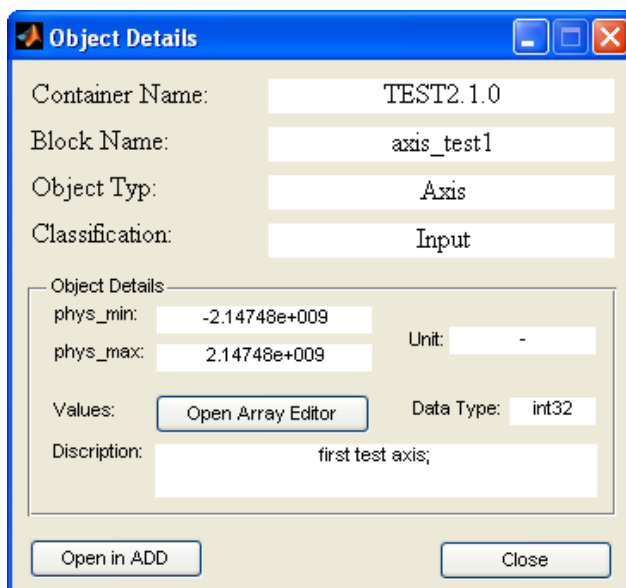 Object Details
Container Name: TEST2.1.0
Block Name: axis_test1
Object Typ: Axis
Classification: Input
Object Details
phys_min: -2.14748e+009
Unit: -
phys_max: 2.14748e+009
Values: Open Array Editor Data Type: int32
Discription: first test axis;
Open in ADD Close